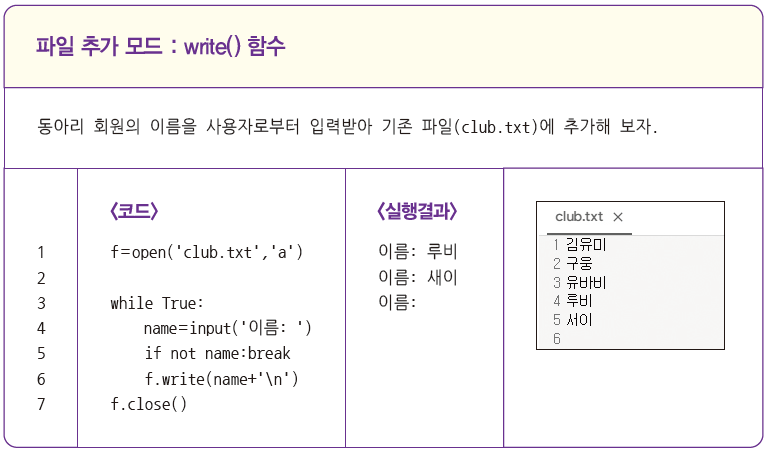 파일 추가 모드 : write() 함수
동아리 회원의 이름을 사용자로부터 입력받아 기존 파일(club.txt)에 추가해 보자.
<코드>
1 f=open('club.txt','a')
2
3 while True:
4 name=input('이름: ')
5 if not name:break
6 f.write(name+'\n')
7 f.close()
<실행결과>
이름: 루비
이름: 새이
이름:
club.txt ×
1 김유미
2 구웅
3 유바비
4 루비
5 서이
6